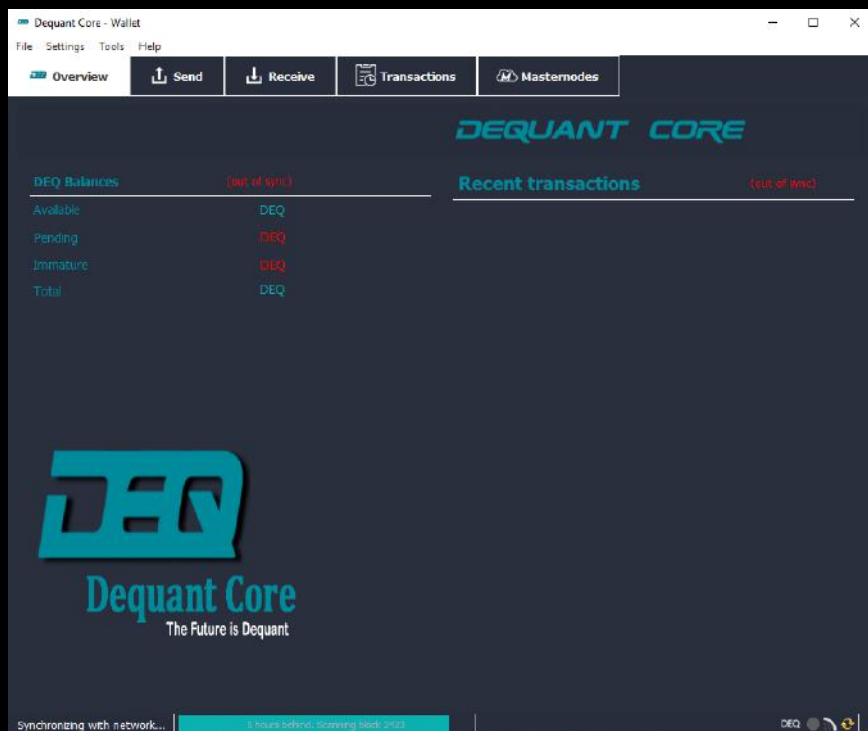 Dequant Core - Wallet
File Settings Tools Help
DEQ Overview Send Receive Transactions M Masternodes
DEQUANT CORE
DEQ Balances (out of sync)
Available DEQ
Pending DEQ
Immature DEQ
Total DEQ
Recent transactions (out of sync)
DEQ
Dequant Core
The Future is Dequant
Synchronizing with network... hours behind. Scanning block 2423
DEQ